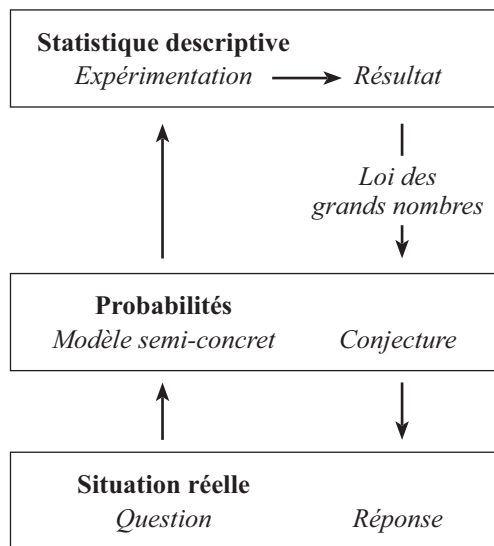 Statistique descriptive
Expérimentation Résultat
Loi des
grands nombres
Probabilités
Modèle semi-concret Conjecture
Situation réelle
Question Réponse